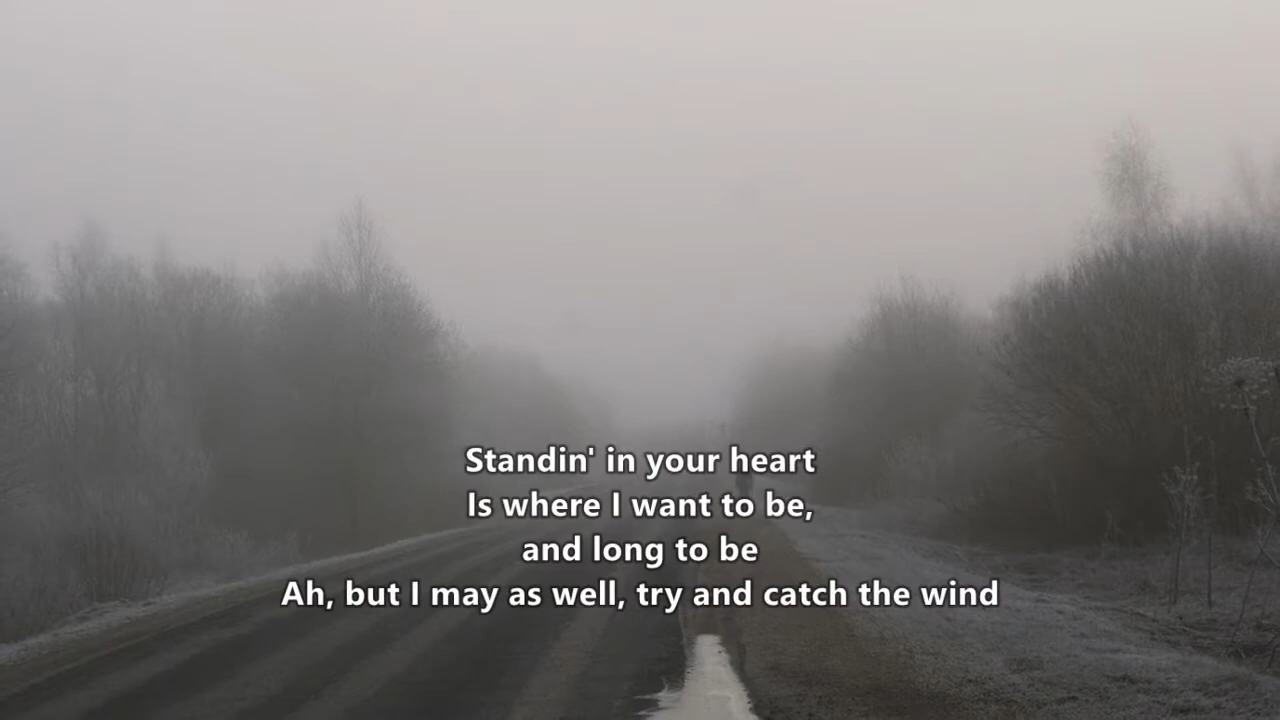 Standin' in your heart
Is where I want to be,
and long to be
Ah, but I may as well, try and catch the wind